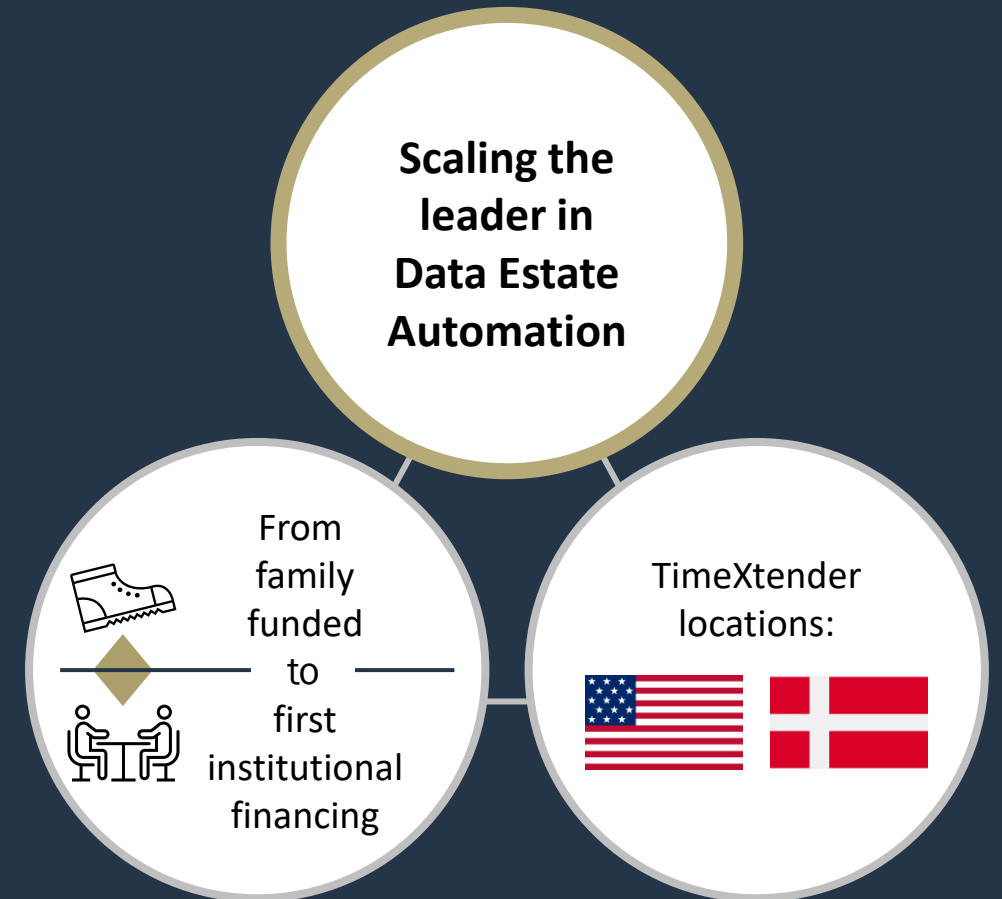 Scaling the
leader in
Data Estate
Automation
From
family
funded
to
first
institutional
financing
TimeXtender
locations: